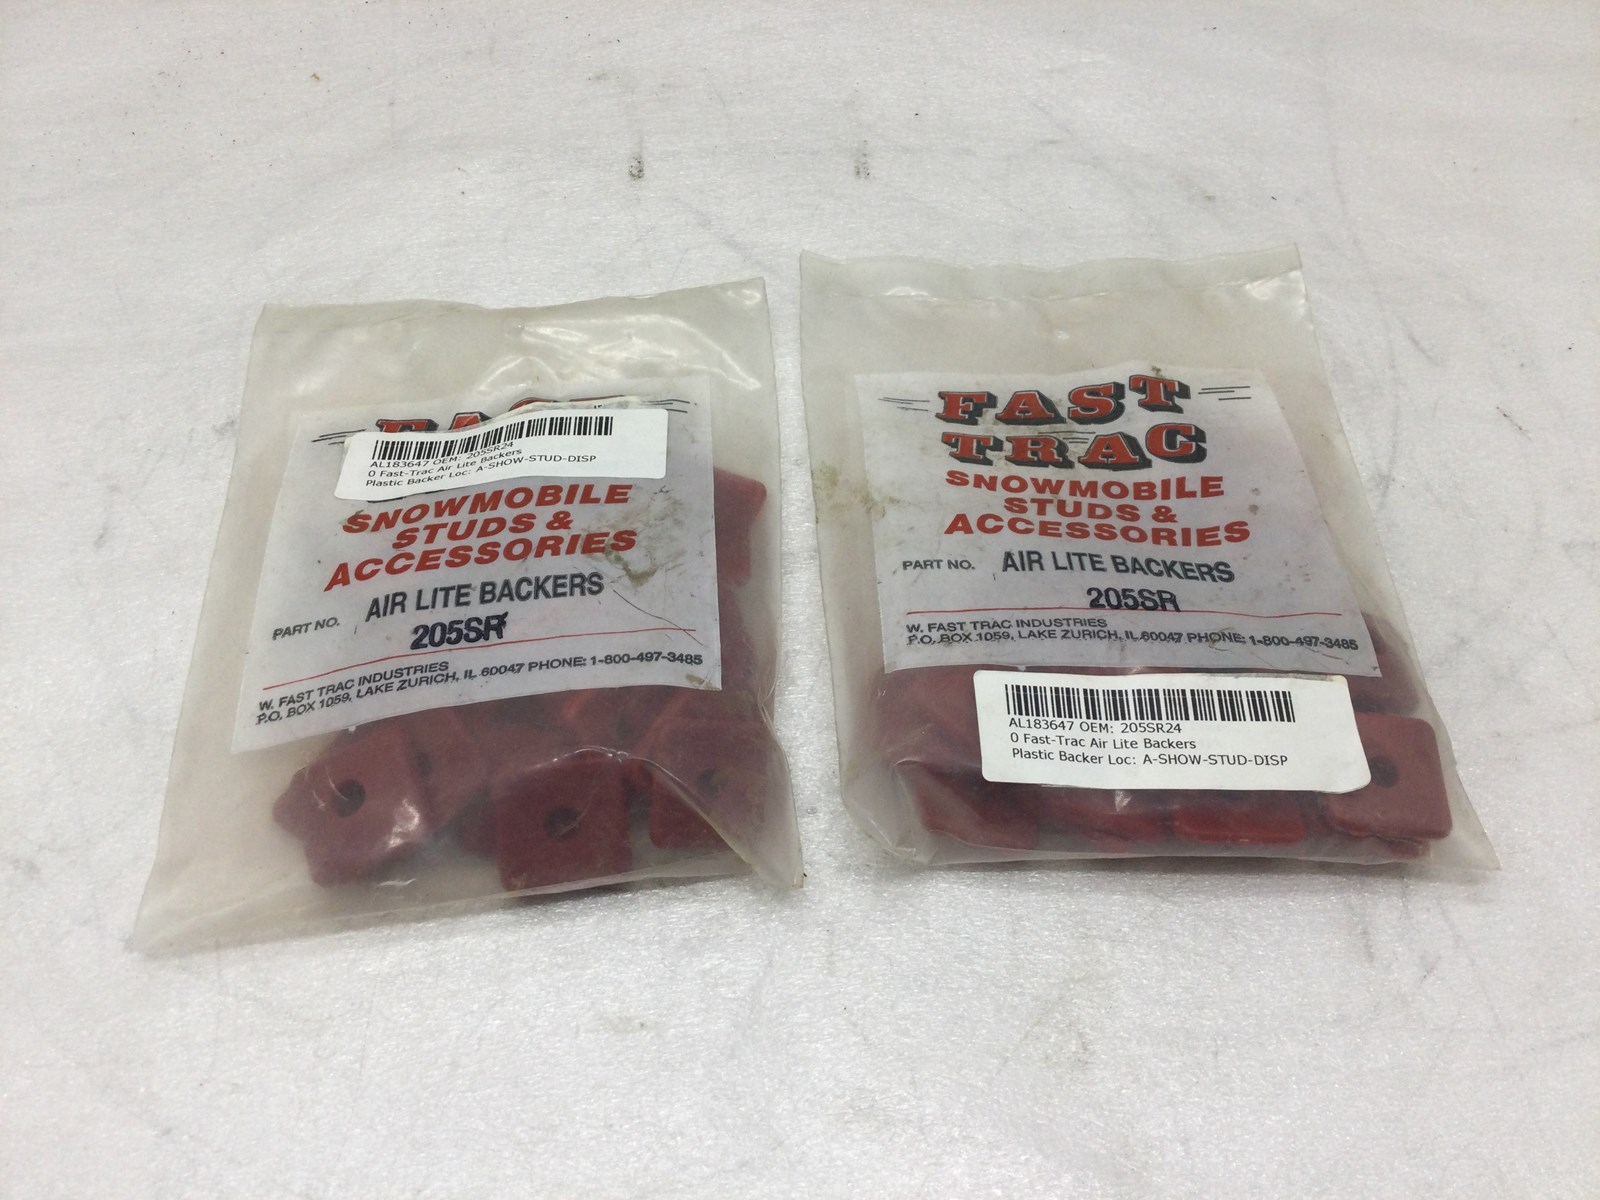 AL183647 OEM: 205SR24
0 Fast-Trac Air Lite Backers
Plastic Backer Loc: A-SHOW-STUD-DISP
SNOWMOBILE
STUDS &
ACCESSORIES
PART NO. AIR LITE BACKERS
205SR
W. FAST TRAC INDUSTRIES
P.O. BOX 1059, LAKE ZURICH, IL 60047 PHONE: 1-800-497-3485
FAST
TRAC
SNOWMOBILE
STUDS &
ACCESSORIES
PART NO. AIR LITE BACKERS
205SR
W. FAST TRAC INDUSTRIES
P.O. BOX 1059, LAKE ZURICH, IL 60047 PHONE: 1-800-497-3485
AL183647 OEM: 205SR24
0 Fast-Trac Air Lite Backers
Plastic Backer Loc: A-SHOW-STUD-DISP